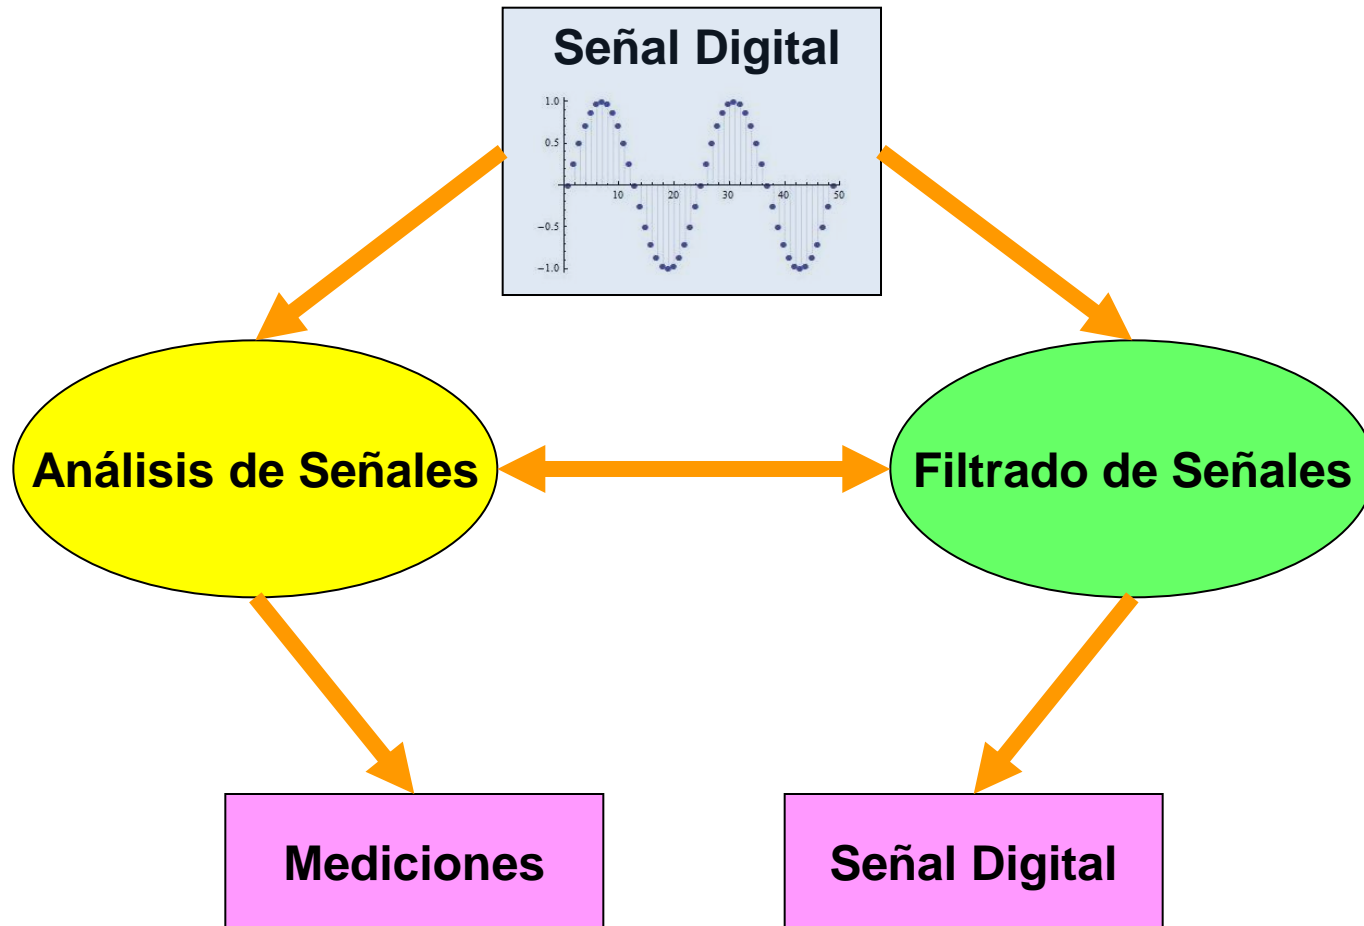 Señal Digital
1.0
0.5
10 20 30 40 50
−0.5
−1.0
Análisis de Señales
Filtrado de Señales
Mediciones
Señal Digital